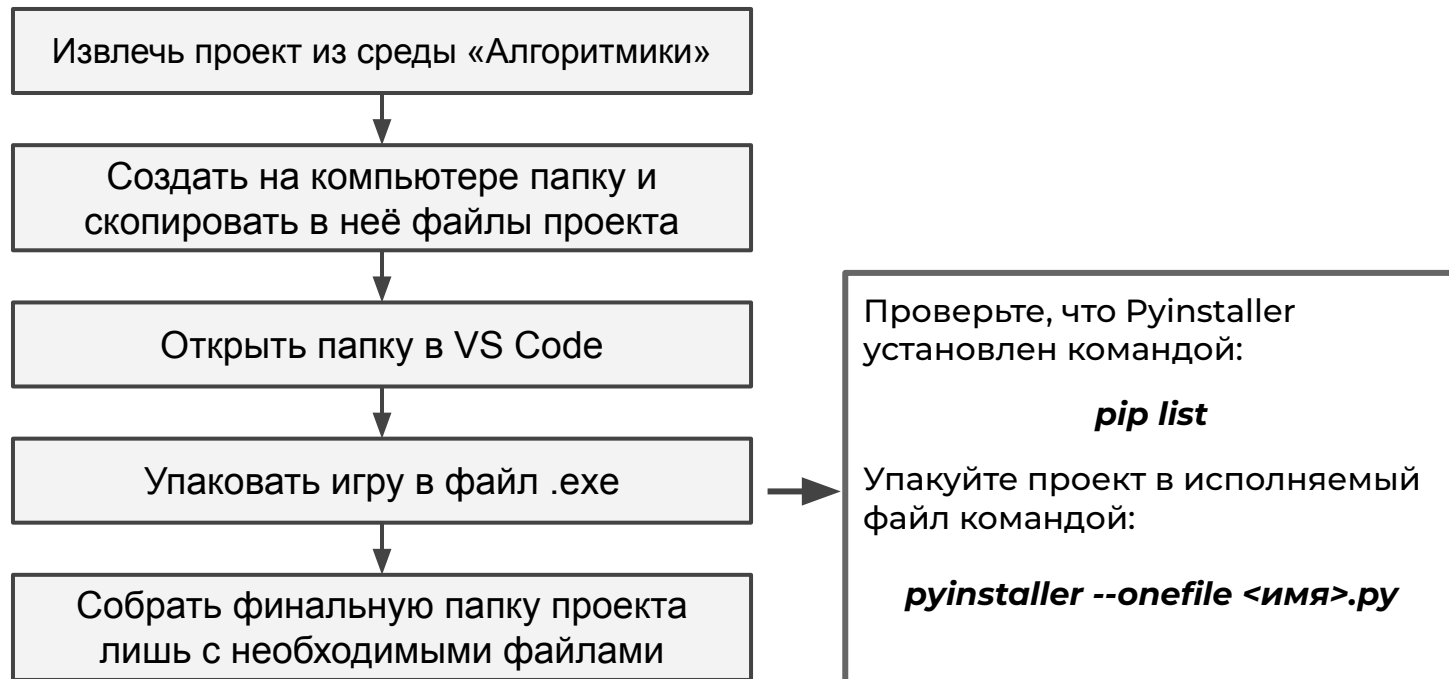 Извлечь проект из среды «Алгоритмики»
Создать на компьютере папку и
скопировать в неё файлы проекта
Открыть папку в VS Code
Упаковать игру в файл .exe
Собрать финальную папку проекта
лишь с необходимыми файлами
Проверьте, что Pyinstaller
установлен командой:
pip list
Упакуйте проект в исполняемый
файл командой:
pyinstaller --onefile <имя>.py